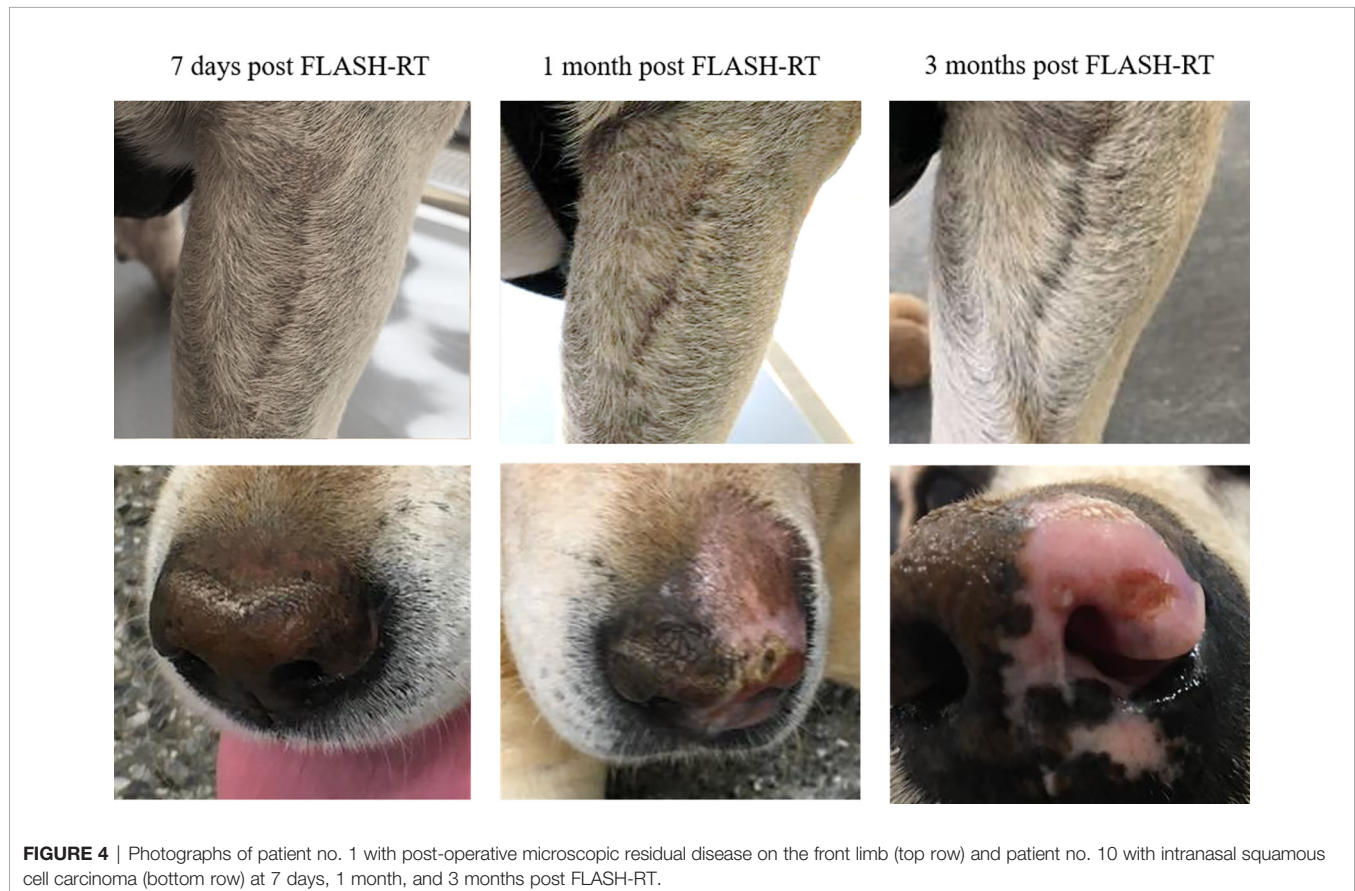 7 days post FLASH-RT
1 month post FLASH-RT
3 months post FLASH-RT
FIGURE 4 | Photographs of patient no. 1 with post-operative microscopic residual disease on the front limb (top row) and patient no. 10 with intranasal squamous
cell carcinoma (bottom row) at 7 days, 1 month, and 3 months post FLASH-RT.